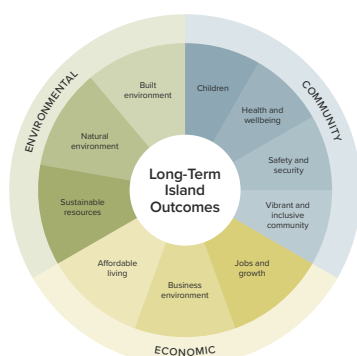 ENVIRONMENTAL
COMMUNITY
ECONOMIC
Long-Term
Island
Outcomes
Children
Health and
wellbeing
Safety and
security
Vibrant and
inclusive
community
Jobs and
growth
Business
environment
Affordable
living
Sustainable
resources
Natural
environment
Built
environment